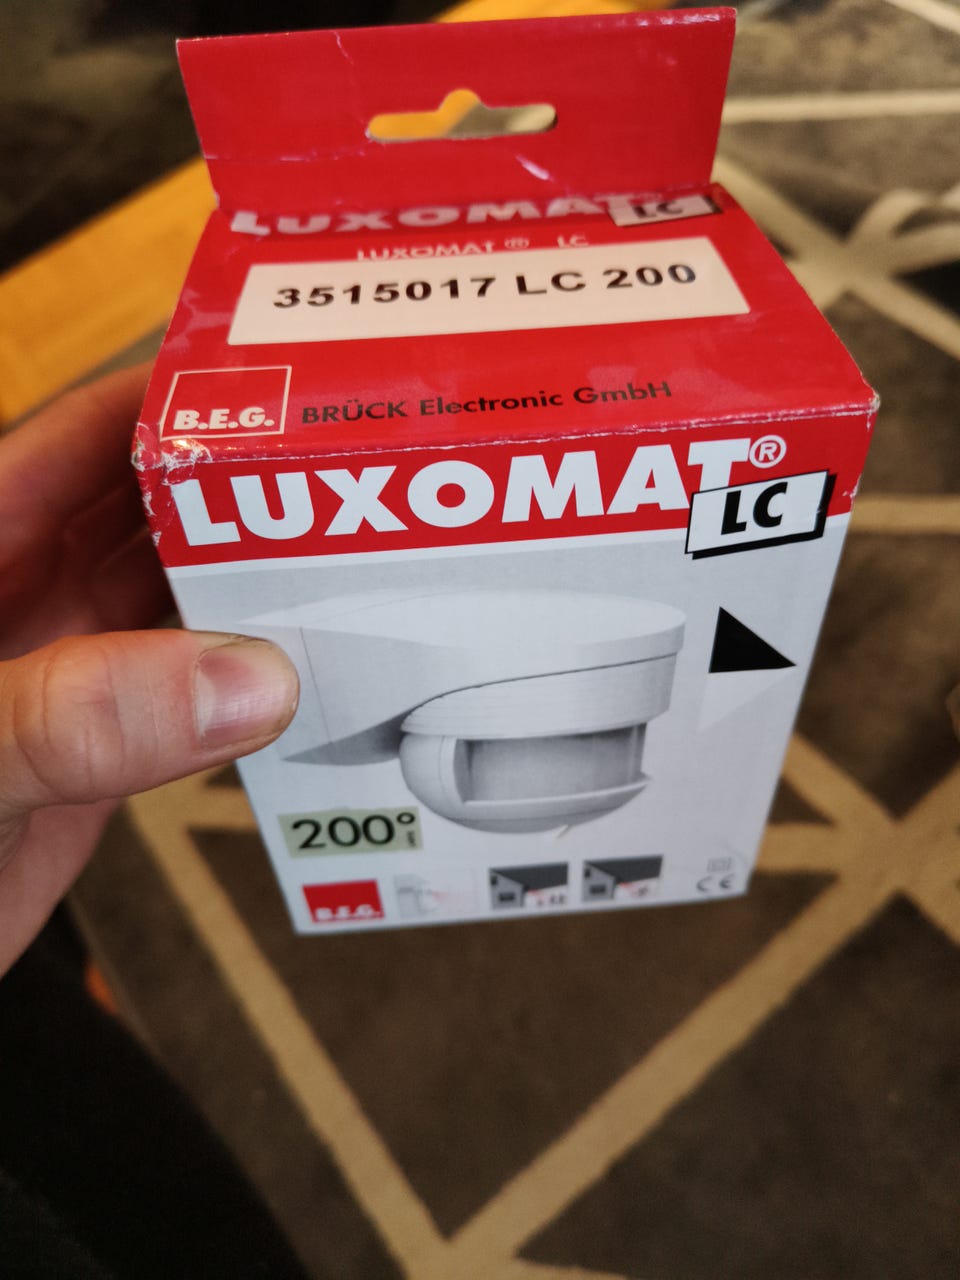 LUXOMAT LC
LUXOMAT ® LC
3515017 LC 200
B.E.G. BRÜCK Electronic GmbH
LUXOMAT®
LC
200°
B.E.G.
CE